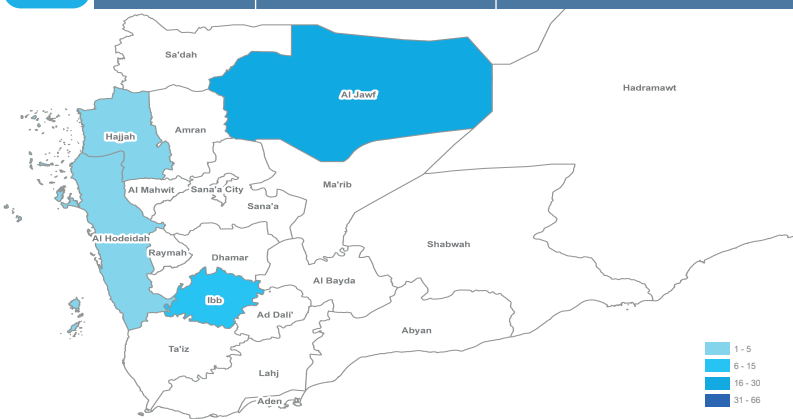 Sa'dah
Al Jawf
Hadramawt
Hajjah
Amran
Al Mahwit
Sana'a City
Ma'rib
Sana'a
Al Hodeidah
Raymah
Dhamar
Shabwah
Al Bayda
Ibb
Ad Dali'
Abyan
Ta'iz
Lahj
Aden
1 - 5
6 - 15
16 - 30
31 - 66